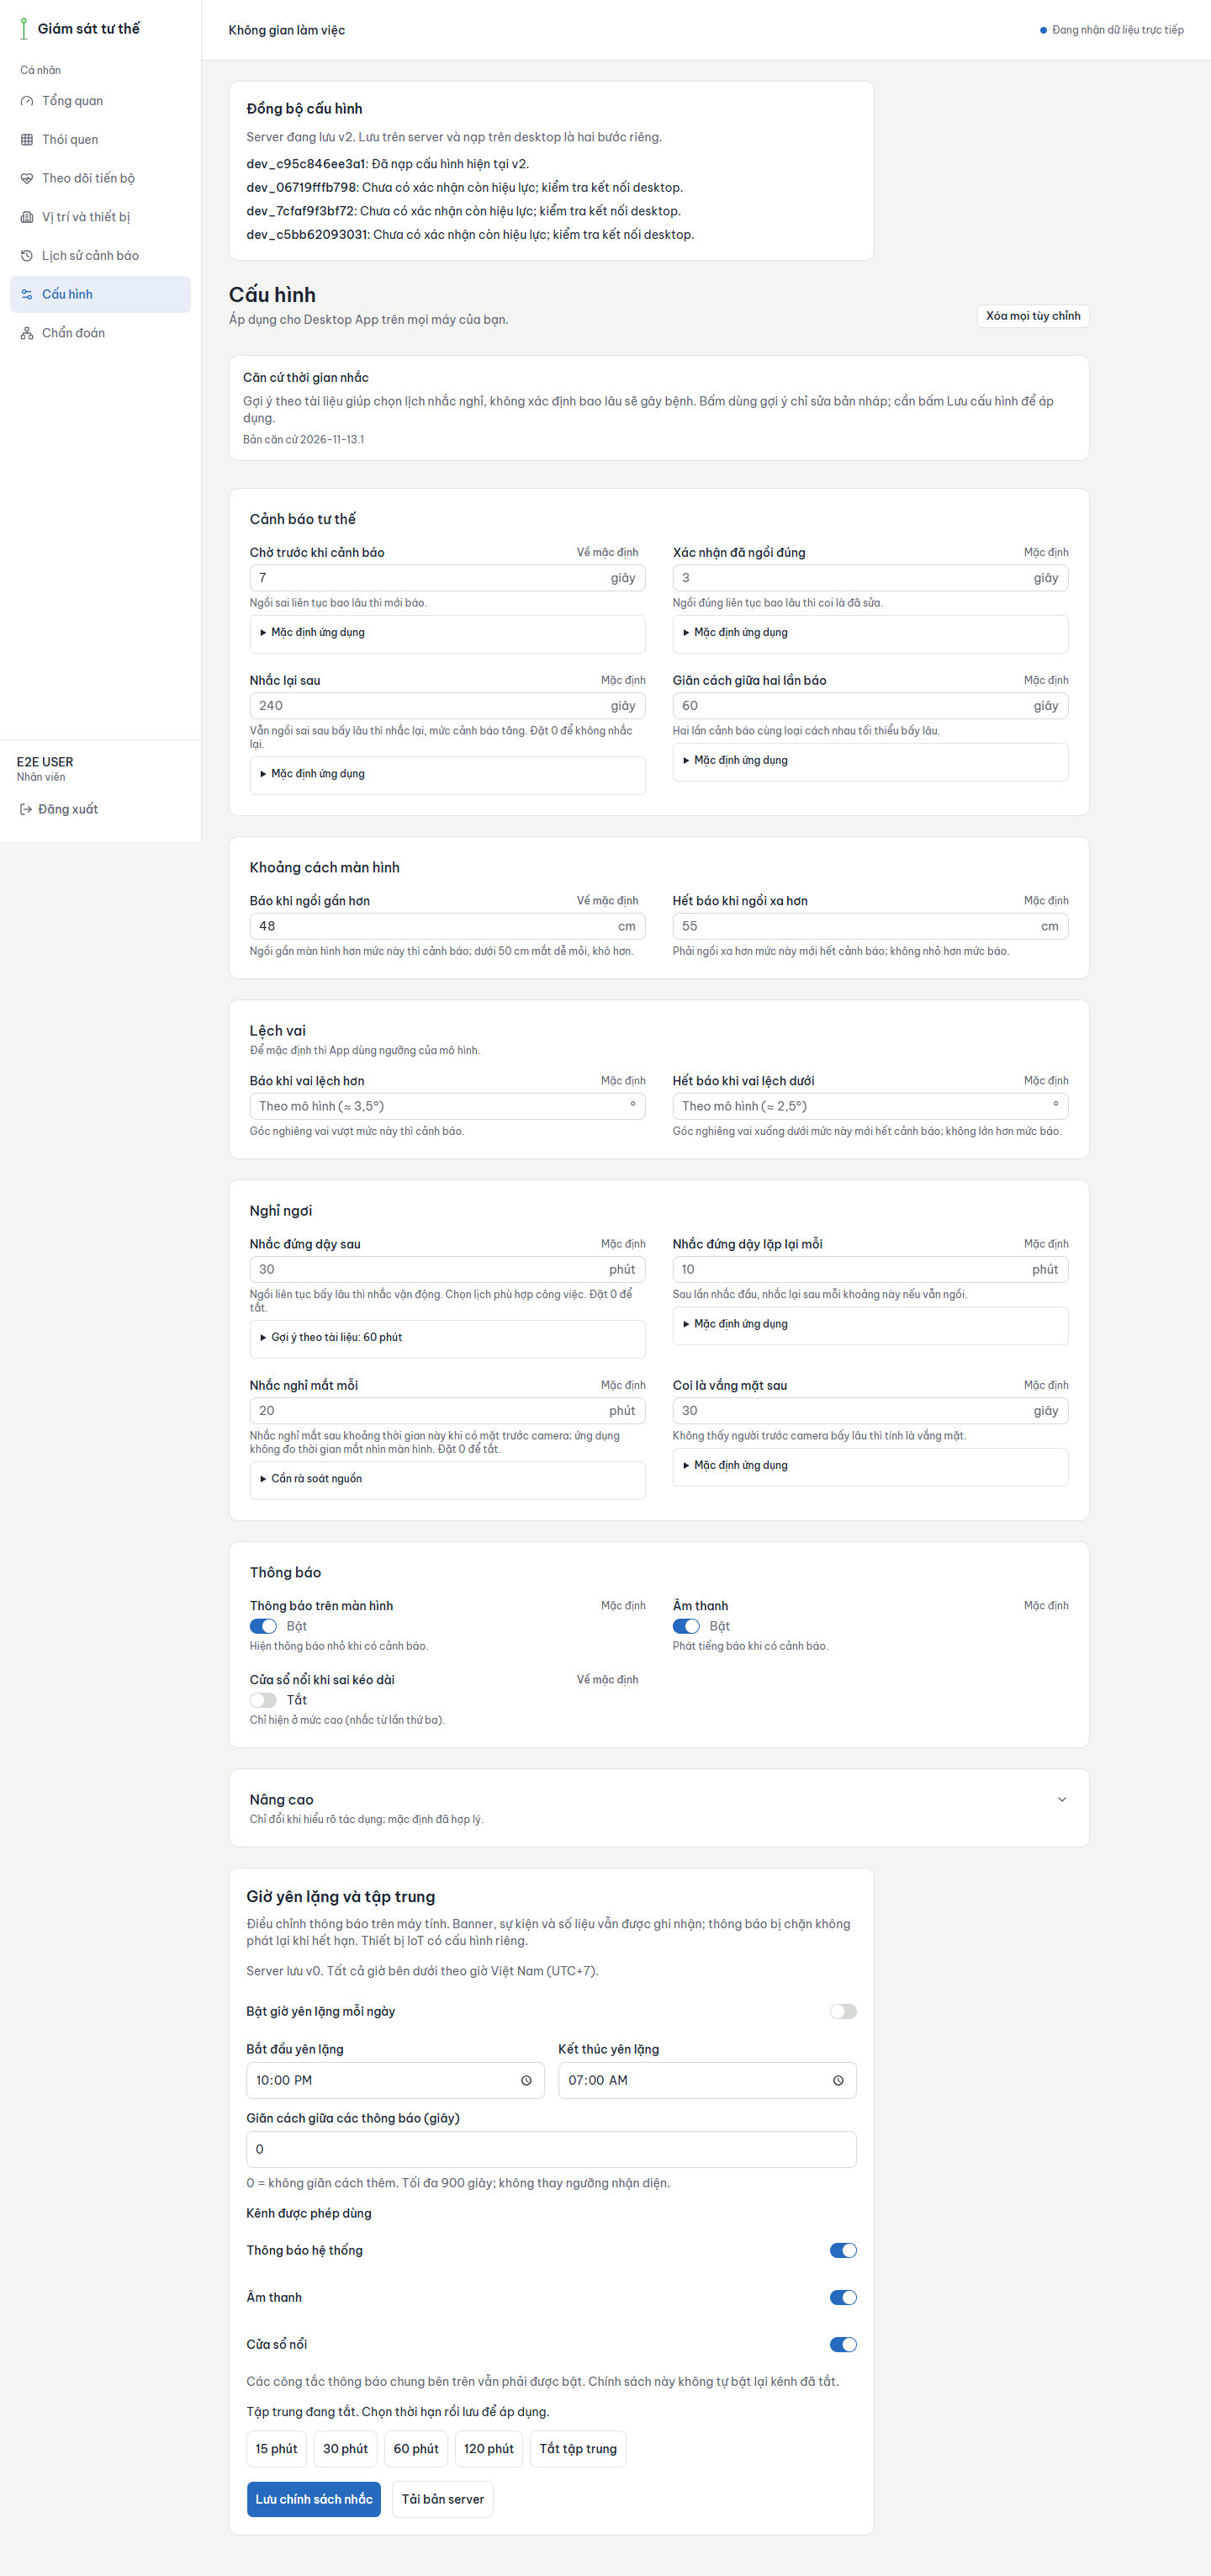 Giám sát tư thế
Cá nhân
Tổng quan
Thói quen
Theo dõi tiến bộ
Vị trí và thiết bị
Lịch sử cảnh báo
Cấu hình
Chẩn đoán
E2E USER
Nhân viên
Đăng xuất
Không gian làm việc
Đang nhận dữ liệu trực tiếp
Đồng bộ cấu hình
Server đang lưu v2. Lưu trên server và nạp trên desktop là hai bước riêng.
dev_c95c846ee3a1: Đã nạp cấu hình hiện tại v2.
dev_06719fffb798: Chưa có xác nhận còn hiệu lực; kiểm tra kết nối desktop.
dev_7cfaf9f3bf72: Chưa có xác nhận còn hiệu lực; kiểm tra kết nối desktop.
dev_c5bb62093031: Chưa có xác nhận còn hiệu lực; kiểm tra kết nối desktop.
Cấu hình
Áp dụng cho Desktop App trên mọi máy của bạn.
Xóa mọi tùy chỉnh
Căn cứ thời gian nhắc
Gợi ý theo tài liệu giúp chọn lịch nhắc nghỉ, không xác định bao lâu sẽ gây bệnh. Bấm dùng gợi ý chỉ sửa bản nháp; cần bấm Lưu cấu hình để áp
dụng.
Bản căn cứ 2026-11-13.1
Cảnh báo tư thế
Chờ trước khi cảnh báo
Về mặc định
7
giây
Ngồi sai liên tục bao lâu thì mới báo.
Mặc định ứng dụng
Xác nhận đã ngồi đúng
Mặc định
3
giây
Ngồi đúng liên tục bao lâu thì coi là đã sửa.
Mặc định ứng dụng
Nhắc lại sau
Mặc định
240
giây
Vẫn ngồi sai sau bấy lâu thì nhắc lại, mức cảnh báo tăng. Đặt 0 để không nhắc
lại.
Mặc định ứng dụng
Giãn cách giữa hai lần báo
Mặc định
60
giây
Hai lần cảnh báo cùng loại cách nhau tối thiểu bấy lâu.
Mặc định ứng dụng
Khoảng cách màn hình
Báo khi ngồi gần hơn
Về mặc định
48
cm
Ngồi gần màn hình hơn mức này thì cảnh báo; dưới 50 cm mắt dễ mỏi, khô hơn.
Hết báo khi ngồi xa hơn
Mặc định
55
cm
Phải ngồi xa hơn mức này mới hết cảnh báo; không nhỏ hơn mức báo.
Lệch vai
Để mặc định thì App dùng ngưỡng của mô hình.
Báo khi vai lệch hơn
Mặc định
Theo mô hình (≈ 3,5°)
°
Góc nghiêng vai vượt mức này thì cảnh báo.
Hết báo khi vai lệch dưới
Mặc định
Theo mô hình (≈ 2,5°)
°
Góc nghiêng vai xuống dưới mức này mới hết cảnh báo; không lớn hơn mức báo.
Nghỉ ngơi
Nhắc đứng dậy sau
Mặc định
30
phút
Ngồi liên tục bấy lâu thì nhắc vận động. Chọn lịch phù hợp công việc. Đặt 0 để
tắt.
Gợi ý theo tài liệu: 60 phút
Nhắc đứng dậy lặp lại mỗi
Mặc định
10
phút
Sau lần nhắc đầu, nhắc lại sau mỗi khoảng này nếu vẫn ngồi.
Mặc định ứng dụng
Nhắc nghỉ mắt mỗi
Mặc định
20
phút
Nhắc nghỉ mắt sau khoảng thời gian này khi có mặt trước camera; ứng dụng
không đo thời gian mắt nhìn màn hình. Đặt 0 để tắt.
Cần rà soát nguồn
Coi là vắng mặt sau
Mặc định
30
giây
Không thấy người trước camera bấy lâu thì tính là vắng mặt.
Mặc định ứng dụng
Thông báo
Thông báo trên màn hình
Mặc định
Bật
Hiện thông báo nhỏ khi có cảnh báo.
Âm thanh
Mặc định
Bật
Phát tiếng báo khi có cảnh báo.
Cửa sổ nổi khi sai kéo dài
Về mặc định
Tắt
Chỉ hiện ở mức cao (nhắc từ lần thứ ba).
Nâng cao
Chỉ đổi khi hiểu rõ tác dụng; mặc định đã hợp lý.
Giờ yên lặng và tập trung
Điều chỉnh thông báo trên máy tính. Banner, sự kiện và số liệu vẫn được ghi nhận; thông báo bị chặn không
phát lại khi hết hạn. Thiết bị IoT có cấu hình riêng.
Server lưu v0. Tất cả giờ bên dưới theo giờ Việt Nam (UTC+7).
Bật giờ yên lặng mỗi ngày
Bắt đầu yên lặng
10:00 PM
Kết thúc yên lặng
07:00 AM
Giãn cách giữa các thông báo (giây)
0
0 = không giãn cách thêm. Tối đa 900 giây; không thay ngưỡng nhận diện.
Kênh được phép dùng
Thông báo hệ thống
Âm thanh
Cửa sổ nổi
Các công tắc thông báo chung bên trên vẫn phải được bật. Chính sách này không tự bật lại kênh đã tắt.
Tập trung đang tắt. Chọn thời hạn rồi lưu để áp dụng.
15 phút
30 phút
60 phút
120 phút
Tắt tập trung
Lưu chính sách nhắc
Tải bản server